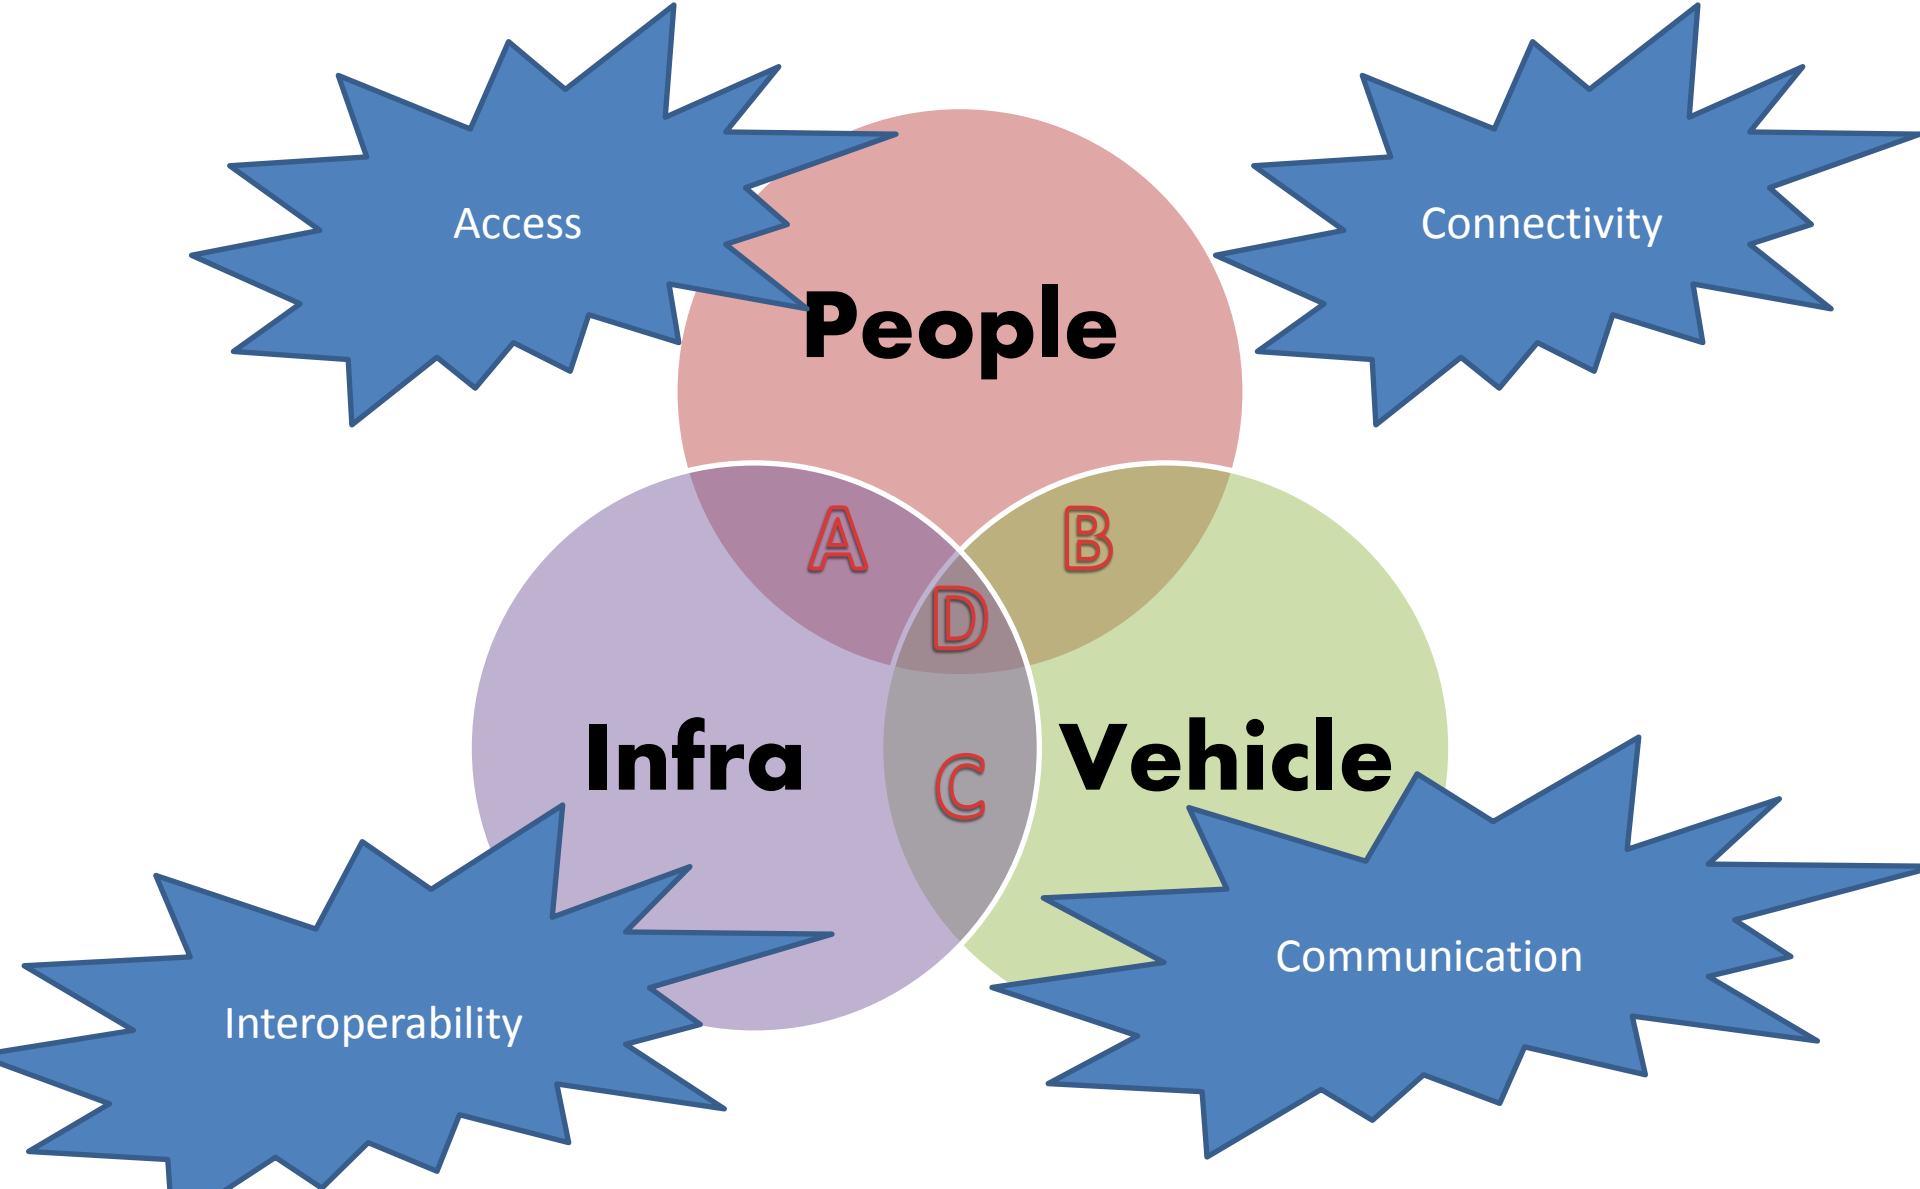 Access
Connectivity
People
A
B
D
Infra
Vehicle
C
Communication
Interoperability